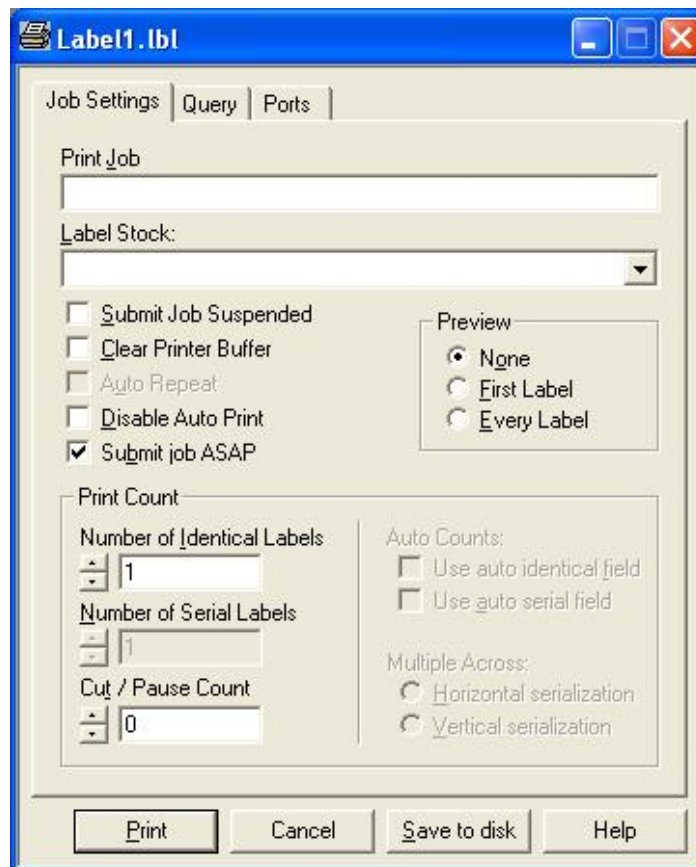 Label1.lbl
Job Settings Query Ports
Print Job
Label Stock:
Submit Job Suspended
Clear Printer Buffer
Auto Repeat
Disable Auto Print
Submit job ASAP
Preview
None
First Label
Every Label
Print Count
Number of Identical Labels
1
Number of Serial Labels
1
Cut / Pause Count
0
Auto Counts:
Use auto identical field
Use auto serial field
Multiple Across:
Horizontal serialization
Vertical serialization
Print Cancel Save to disk Help